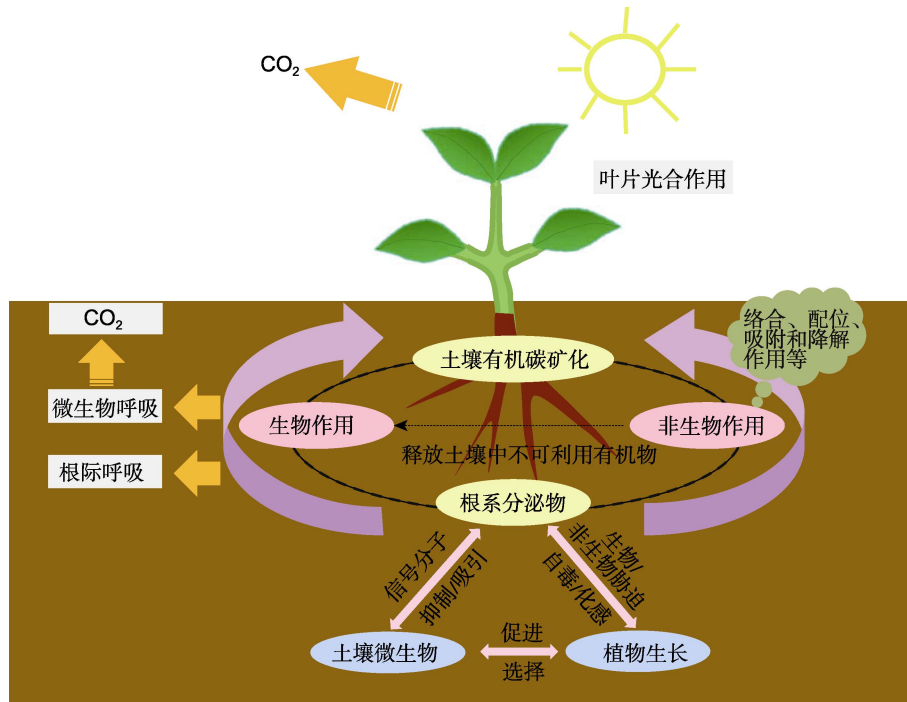 CO₂
叶片光合作用
CO₂
络合、配位、
吸附和降解
作用等
土壤有机碳矿化
微生物呼吸
生物作用
非生物作用
释放土壤中不可利用有机物
根际呼吸
根系分泌物
信号分子
抑制/吸引
生物/
非生物胁迫
自毒/化感
土壤微生物
促进
选择
植物生长